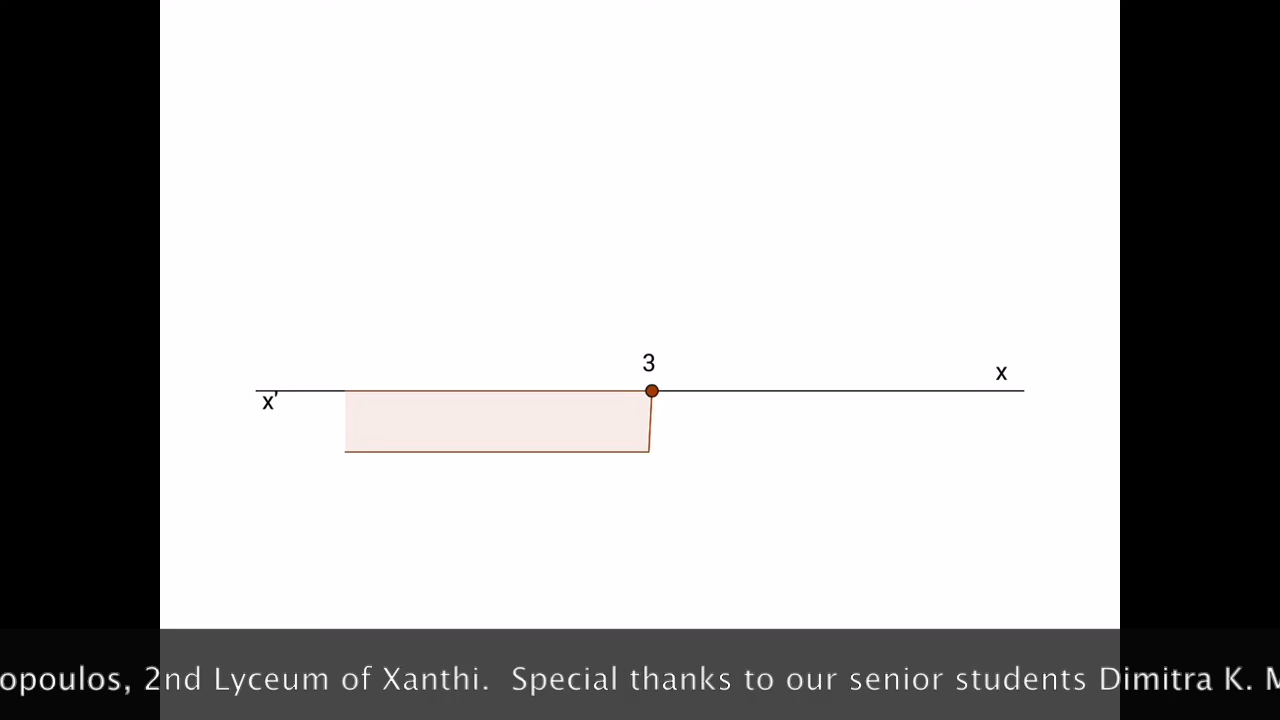 3
x
x'
opoulos, 2nd Lyceum of Xanthi. Special thanks to our senior students Dimitra K. M